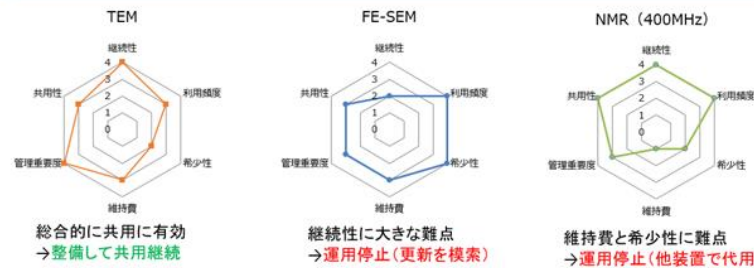 TEM
継続性
4
3
2
1
0
利用頻度
希少性
維持費
管理重要度
共用性
総合的に共用に有効
→整備して共用継続
FE-SEM
継続性
4
3
2
1
0
利用頻度
希少性
維持費
管理重要度
共用性
継続性に大きな難点
→運用停止(更新を模索)
NMR(400MHz)
継続性
4
3
2
1
0
利用頻度
希少性
維持費
管理重要度
共用性
維持費と希少性に難点
→運用停止(他装置で代用